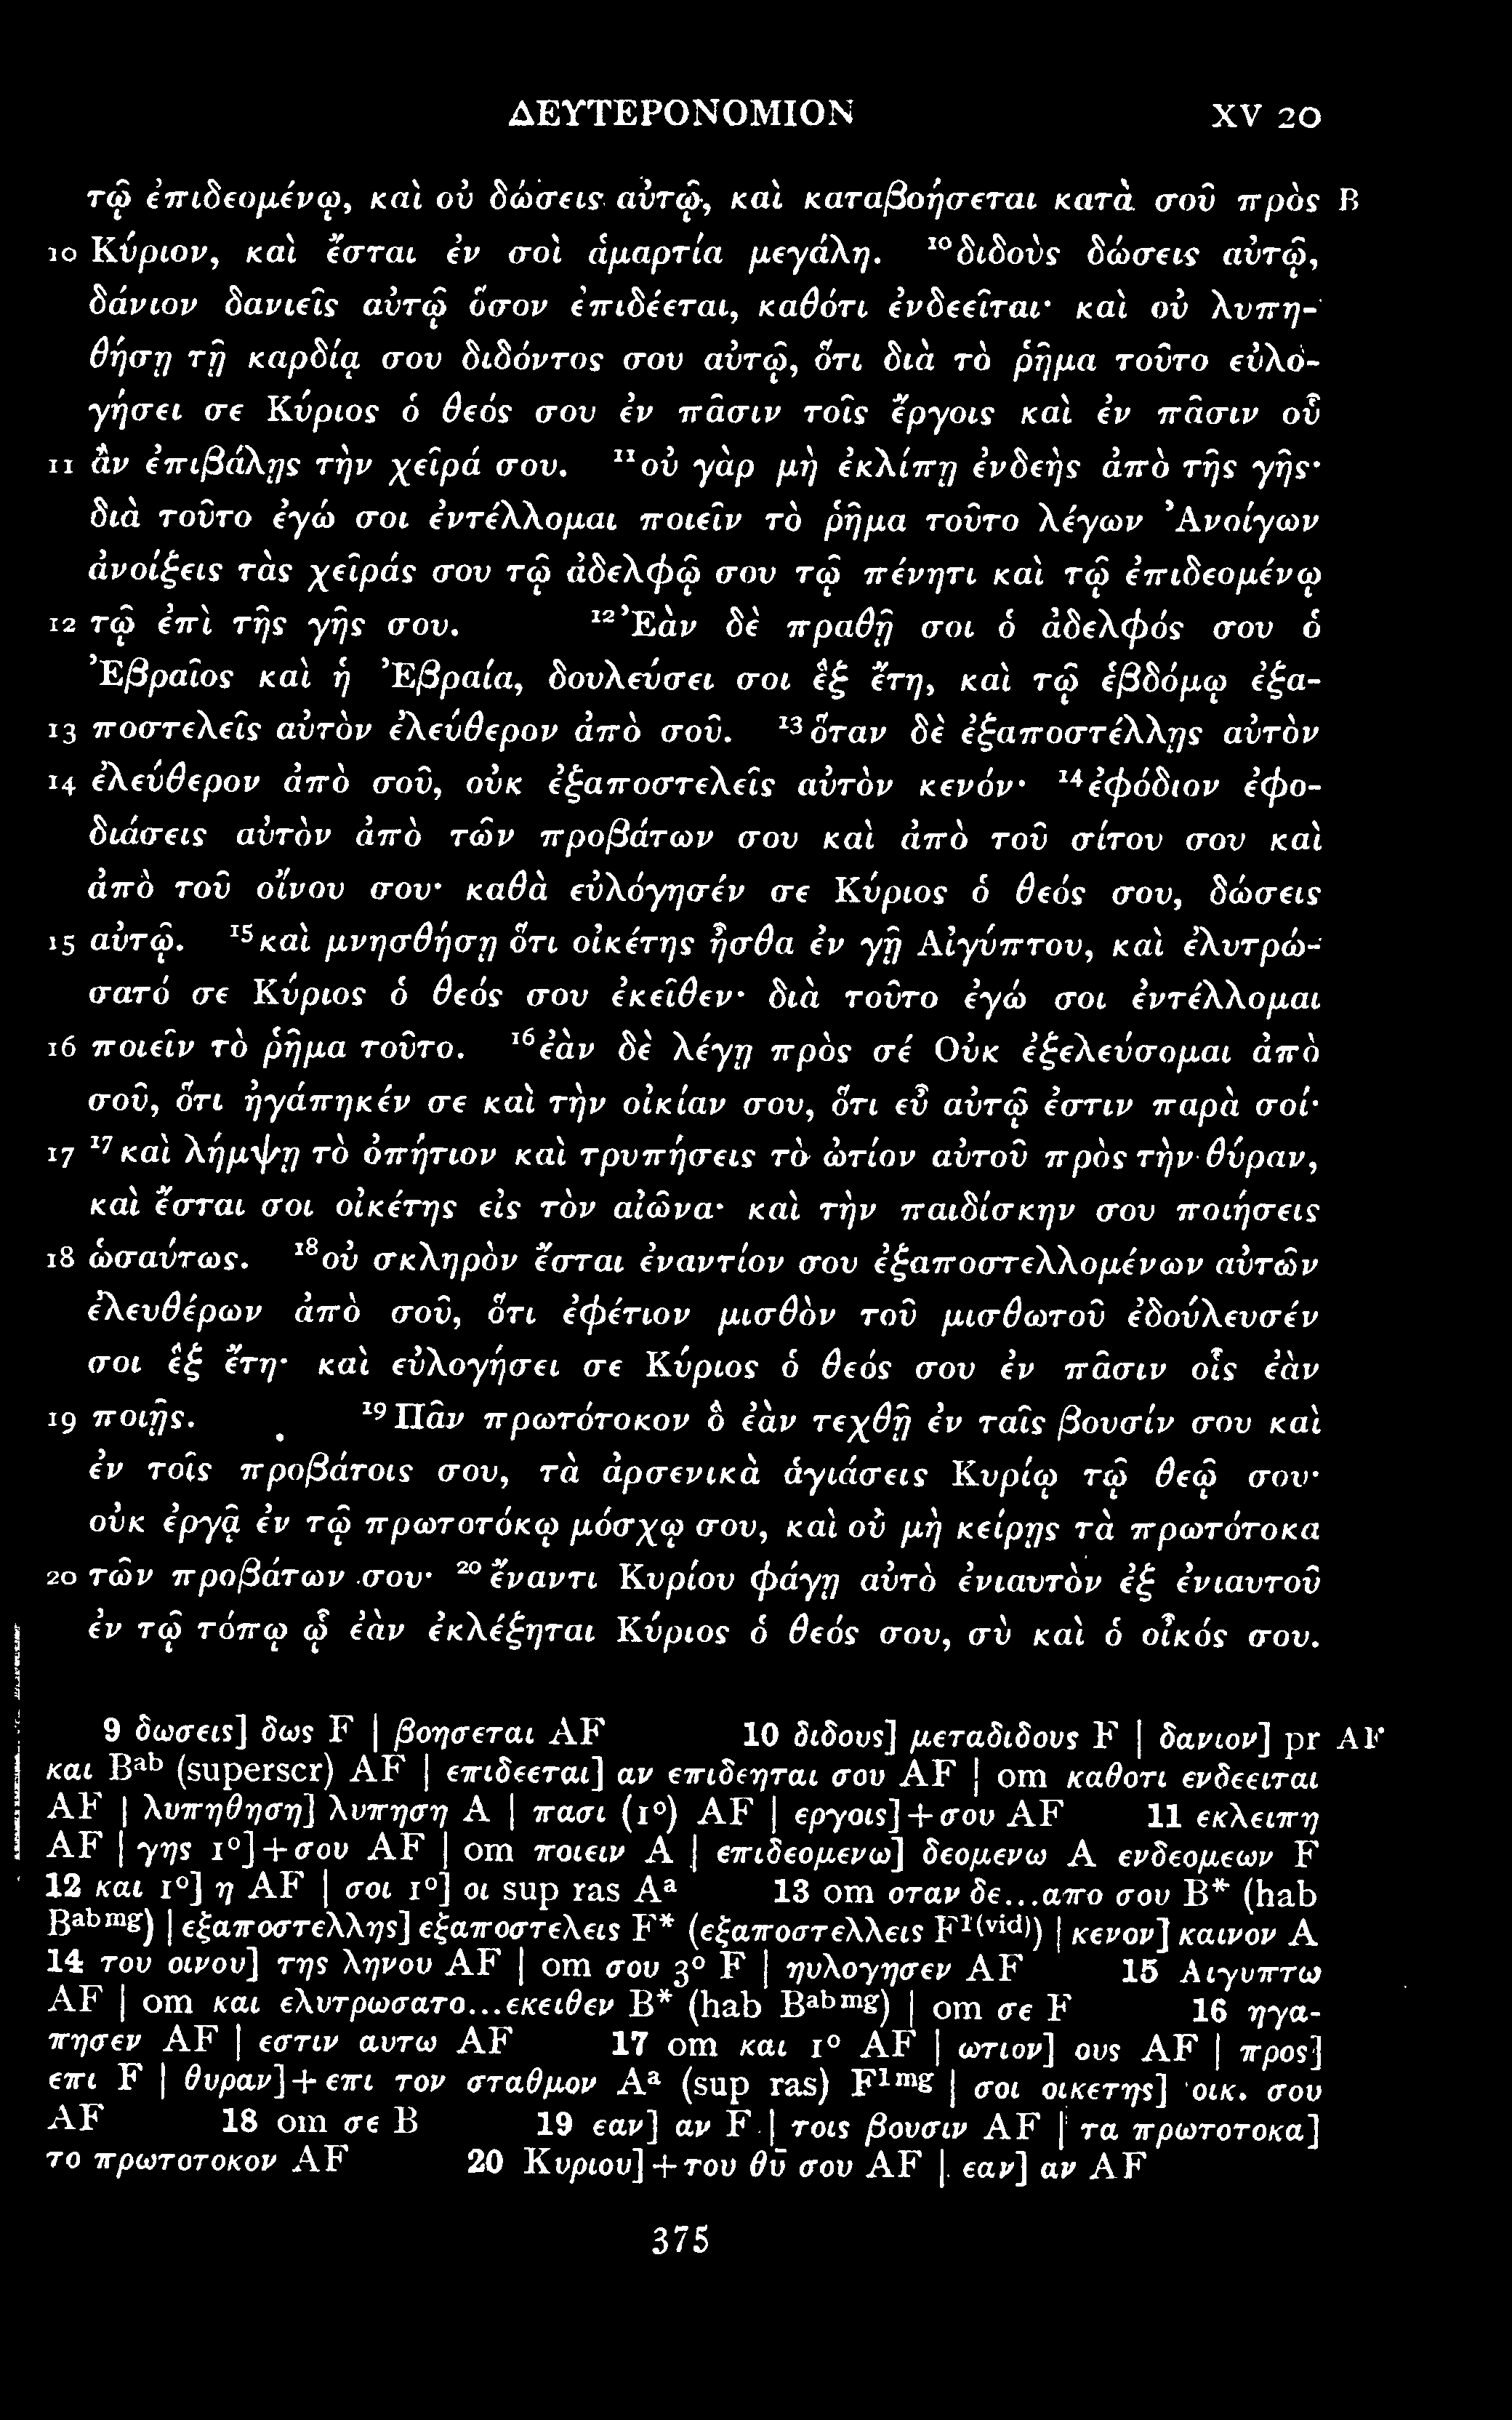 ΔΕΥΤΕΡΟΝΟΜΙΟΝ XV 20
τῷ ἐπιδεομένῳ, καὶ οὐ δώσεις αὐτῷ, καὶ καταβοήσεται κατὰ σοῦ πρὸς B
10 Κύριον, καὶ ἔσται ἐν σοὶ ἁμαρτία μεγάλη. ¹⁰διδοὺς δώσεις αὐτῷ,
δάνιον δανιεῖς αὐτῷ ὅσον ἐπιδέεται, καθότι ἐνδεεῖται· καὶ οὐ λυπη-
θήσῃ τῇ καρδίᾳ σου διδόντος σου αὐτῷ, ὅτι διὰ τὸ ῥῆμα τοῦτο εὐλο-
γήσει σε Κύριος ὁ θεός σου ἐν πᾶσιν τοῖς ἔργοις καὶ ἐν πᾶσιν οὗ
11 ἂν ἐπιβάλῃς τὴν χεῖρά σου. ¹¹οὐ γὰρ μὴ ἐκλίπῃ ἐνδεὴς ἀπὸ τῆς γῆς·
διὰ τοῦτο ἐγώ σοι ἐντέλλομαι ποιεῖν τὸ ῥῆμα τοῦτο λέγων Ἀνοίγων
ἀνοίξεις τὰς χεῖράς σου τῷ ἀδελφῷ σου τῷ πένητι καὶ τῷ ἐπιδεομένῳ
12 τῷ ἐπὶ τῆς γῆς σου. ¹²Ἐὰν δὲ πραθῇ σοι ὁ ἀδελφός σου ὁ
Ἐβραῖος καὶ ἡ Ἐβραία, δουλεύσει σοι ἓξ ἔτη, καὶ τῷ ἑβδόμῳ ἐξα-
13 ποστελεῖς αὐτὸν ἐλεύθερον ἀπὸ σοῦ. ¹³ὅταν δὲ ἐξαποστέλλῃς αὐτὸν
14 ἐλεύθερον ἀπὸ σοῦ, οὐκ ἐξαποστελεῖς αὐτὸν κενόν· ¹⁴ἐφόδιον ἐφο-
διάσεις αὐτὸν ἀπὸ τῶν προβάτων σου καὶ ἀπὸ τοῦ σίτου σου καὶ
ἀπὸ τοῦ οἴνου σου· καθὰ εὐλόγησέν σε Κύριος ὁ θεός σου, δώσεις
15 αὐτῷ. ¹⁵καὶ μνησθήσῃ ὅτι οἰκέτης ἦσθα ἐν γῇ Αἰγύπτου, καὶ ἐλυτρώ-
σατό σε Κύριος ὁ θεός σου ἐκεῖθεν· διὰ τοῦτο ἐγώ σοι ἐντέλλομαι
16 ποιεῖν τὸ ῥῆμα τοῦτο. ¹⁶ἐὰν δὲ λέγῃ πρὸς σέ Οὐκ ἐξελεύσομαι ἀπὸ
σοῦ, ὅτι ἠγάπηκέν σε καὶ τὴν οἰκίαν σου, ὅτι εὖ αὐτῷ ἐστιν παρὰ σοί·
17 ¹⁷καὶ λήμψῃ τὸ ὀπήτιον καὶ τρυπήσεις τὸ ὠτίον αὐτοῦ πρὸς τὴν θύραν,
καὶ ἔσται σοι οἰκέτης εἰς τὸν αἰῶνα· καὶ τὴν παιδίσκην σου ποιήσεις
18 ὡσαύτως. ¹⁸οὐ σκληρὸν ἔσται ἐναντίον σου ἐξαποστελλομένων αὐτῶν
ἐλευθέρων ἀπὸ σοῦ, ὅτι ἐφέτιον μισθὸν τοῦ μισθωτοῦ ἐδούλευσέν
σοι ἓξ ἔτη· καὶ εὐλογήσει σε Κύριος ὁ θεός σου ἐν πᾶσιν οἷς ἐὰν
19 ποιῇς. ¹⁹Πᾶν πρωτότοκον ὃ ἐὰν τεχθῇ ἐν ταῖς βουσίν σου καὶ
ἐν τοῖς προβάτοις σου, τὰ ἀρσενικὰ ἁγιάσεις Κυρίῳ τῷ θεῷ σου·
οὐκ ἐργᾷ ἐν τῷ πρωτοτόκῳ μόσχῳ σου, καὶ οὐ μὴ κείρῃς τὰ πρωτότοκα
20 τῶν προβάτων σου· ²⁰ἔναντι Κυρίου φάγῃ αὐτὸ ἐνιαυτὸν ἐξ ἐνιαυτοῦ
ἐν τῷ τόπῳ ᾧ ἐὰν ἐκλέξηται Κύριος ὁ θεός σου, σὺ καὶ ὁ οἶκός σου.
9 δωσεις] δως F | βοησεται AF 10 διδους] μεταδιδους F | δανιον] pr AF
και Bᵃᵇ (superscr) AF | επιδεεται] αν επιδεηται σου AF | om καθοτι ενδεειται
AF | λυπηθηση] λυπηση A | πασι (1°) AF | εργοις]+σου AF 11 εκλειπη
AF | γης 1°]+σου AF | om ποιειν A | επιδεομενω] δεομενω A ενδεομεων F
12 και 1°] η AF | σοι 1°] οι sup ras Aᵃ 13 om οταν δε...απο σου B* (hab
Bᵃᵇᵐᵍ) | εξαποστελλης] εξαποστελεις F* (εξαποστελλεις F¹⁽ᵛⁱᵈ⁾) | κενον] καινον A
14 του οινου] της ληνου AF | om σου 3° F | ηυλογησεν AF 15 Αιγυπτω
AF | om και ελυτρωσατο...εκειθεν B* (hab Bᵃᵇᵐᵍ) | om σε F 16 ηγα-
πησεν AF | εστιν αυτω AF 17 om και 1° AF | ωτιον] ους AF | προς]
επι F | θυραν]+επι τον σταθμον Aᵃ (sup ras) F¹ᵐᵍ | σοι οικετης] οικ. σου
AF 18 om σε B 19 εαν] αν F | τοις βουσιν AF | τα πρωτοτοκα]
το πρωτοτοκον AF 20 Κυριου]+του θυ̅ σου AF | εαν] αν AF
375